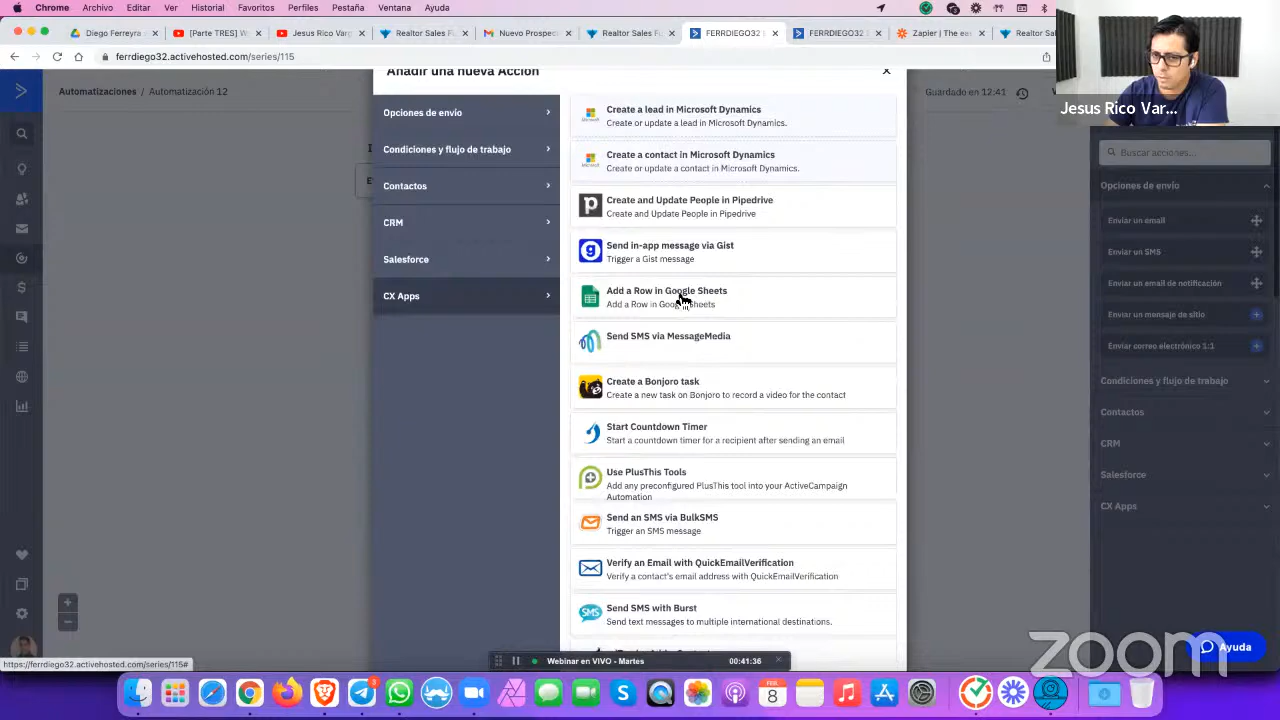 Chrome Archivo Editar Ver Historial Favoritos Perfiles Pestaña Ventana Ayuda
Diego Ferreyra
[Parte TRES] W
Jesus Rico Var
Realtor Sales Fu
Nuevo Prospec
Realtor Sales Fu
FERRDIEGO32
FERRDIEGO32
Zapier | The ea
Realtor Sales
ferrdiego32.activehosted.com/series/115
Jesus Rico Var...
Automatizaciones / Automatización 12
Guardado en 12:41
Añadir una nueva Acción
Opciones de envío
Condiciones y flujo de trabajo
Contactos
CRM
Salesforce
CX Apps
Create a lead in Microsoft Dynamics
Create or update a lead in Microsoft Dynamics.
Create a contact in Microsoft Dynamics
Create or update a contact in Microsoft Dynamics.
Create and Update People in Pipedrive
Create and Update People in Pipedrive
Send in-app message via Gist
Trigger a Gist message
Add a Row in Google Sheets
Add a Row in Google Sheets
Send SMS via MessageMedia
Create a Bonjoro task
Create a new task on Bonjoro to record a video for the contact
Start Countdown Timer
Start a countdown timer for a recipient after sending an email
Use PlusThis Tools
Add any preconfigured PlusThis tool into your ActiveCampaign
Automation
Send an SMS via BulkSMS
Trigger an SMS message
Verify an Email with QuickEmailVerification
Verify a contact's email address with QuickEmailVerification
Send SMS with Burst
Send text messages to multiple international destinations.
Buscar acciones...
Opciones de envío
Enviar un email
Enviar un SMS
Enviar un email de notificación
Enviar un mensaje de sitio
Enviar correo electrónico 1:1
Condiciones y flujo de trabajo
Contactos
CRM
Salesforce
CX Apps
Ayuda
zoom
https://ferrdiego32.activehosted.com/series/115#
Webinar en VIVO - Martes 00:41:36
3
FEB.
8